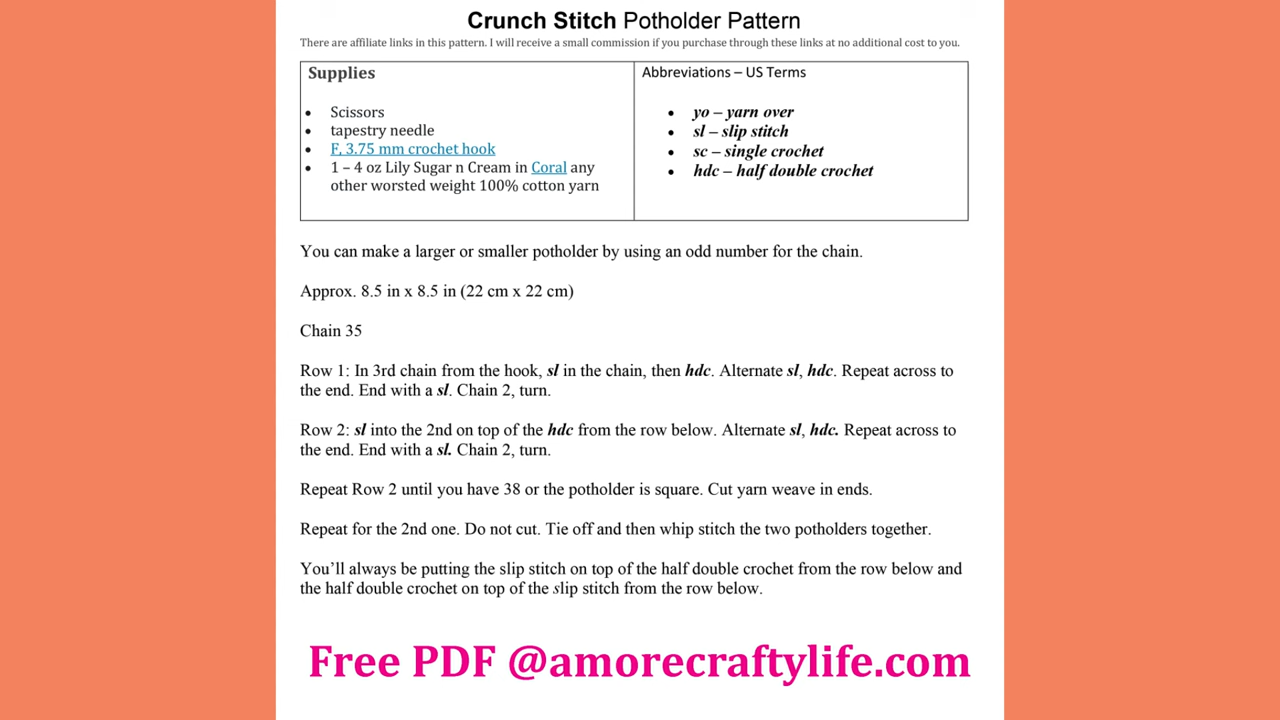 Crunch Stitch Potholder Pattern
There are affiliate links in this pattern. I will receive a small commission if you purchase through these links at no additional cost to you.
Supplies
• Scissors
• tapestry needle
• F, 3.75 mm crochet hook
• 1 – 4 oz Lily Sugar n Cream in Coral any
other worsted weight 100% cotton yarn
Abbreviations – US Terms
• yo – yarn over
• sl – slip stitch
• sc – single crochet
• hdc – half double crochet
You can make a larger or smaller potholder by using an odd number for the chain.
Approx. 8.5 in x 8.5 in (22 cm x 22 cm)
Chain 35
Row 1: In 3rd chain from the hook, sl in the chain, then hdc. Alternate sl, hdc. Repeat across to
the end. End with a sl. Chain 2, turn.
Row 2: sl into the 2nd on top of the hdc from the row below. Alternate sl, hdc. Repeat across to
the end. End with a sl. Chain 2, turn.
Repeat Row 2 until you have 38 or the potholder is square. Cut yarn weave in ends.
Repeat for the 2nd one. Do not cut. Tie off and then whip stitch the two potholders together.
You’ll always be putting the slip stitch on top of the half double crochet from the row below and
the half double crochet on top of the slip stitch from the row below.
Free PDF @amorecraftylife.com